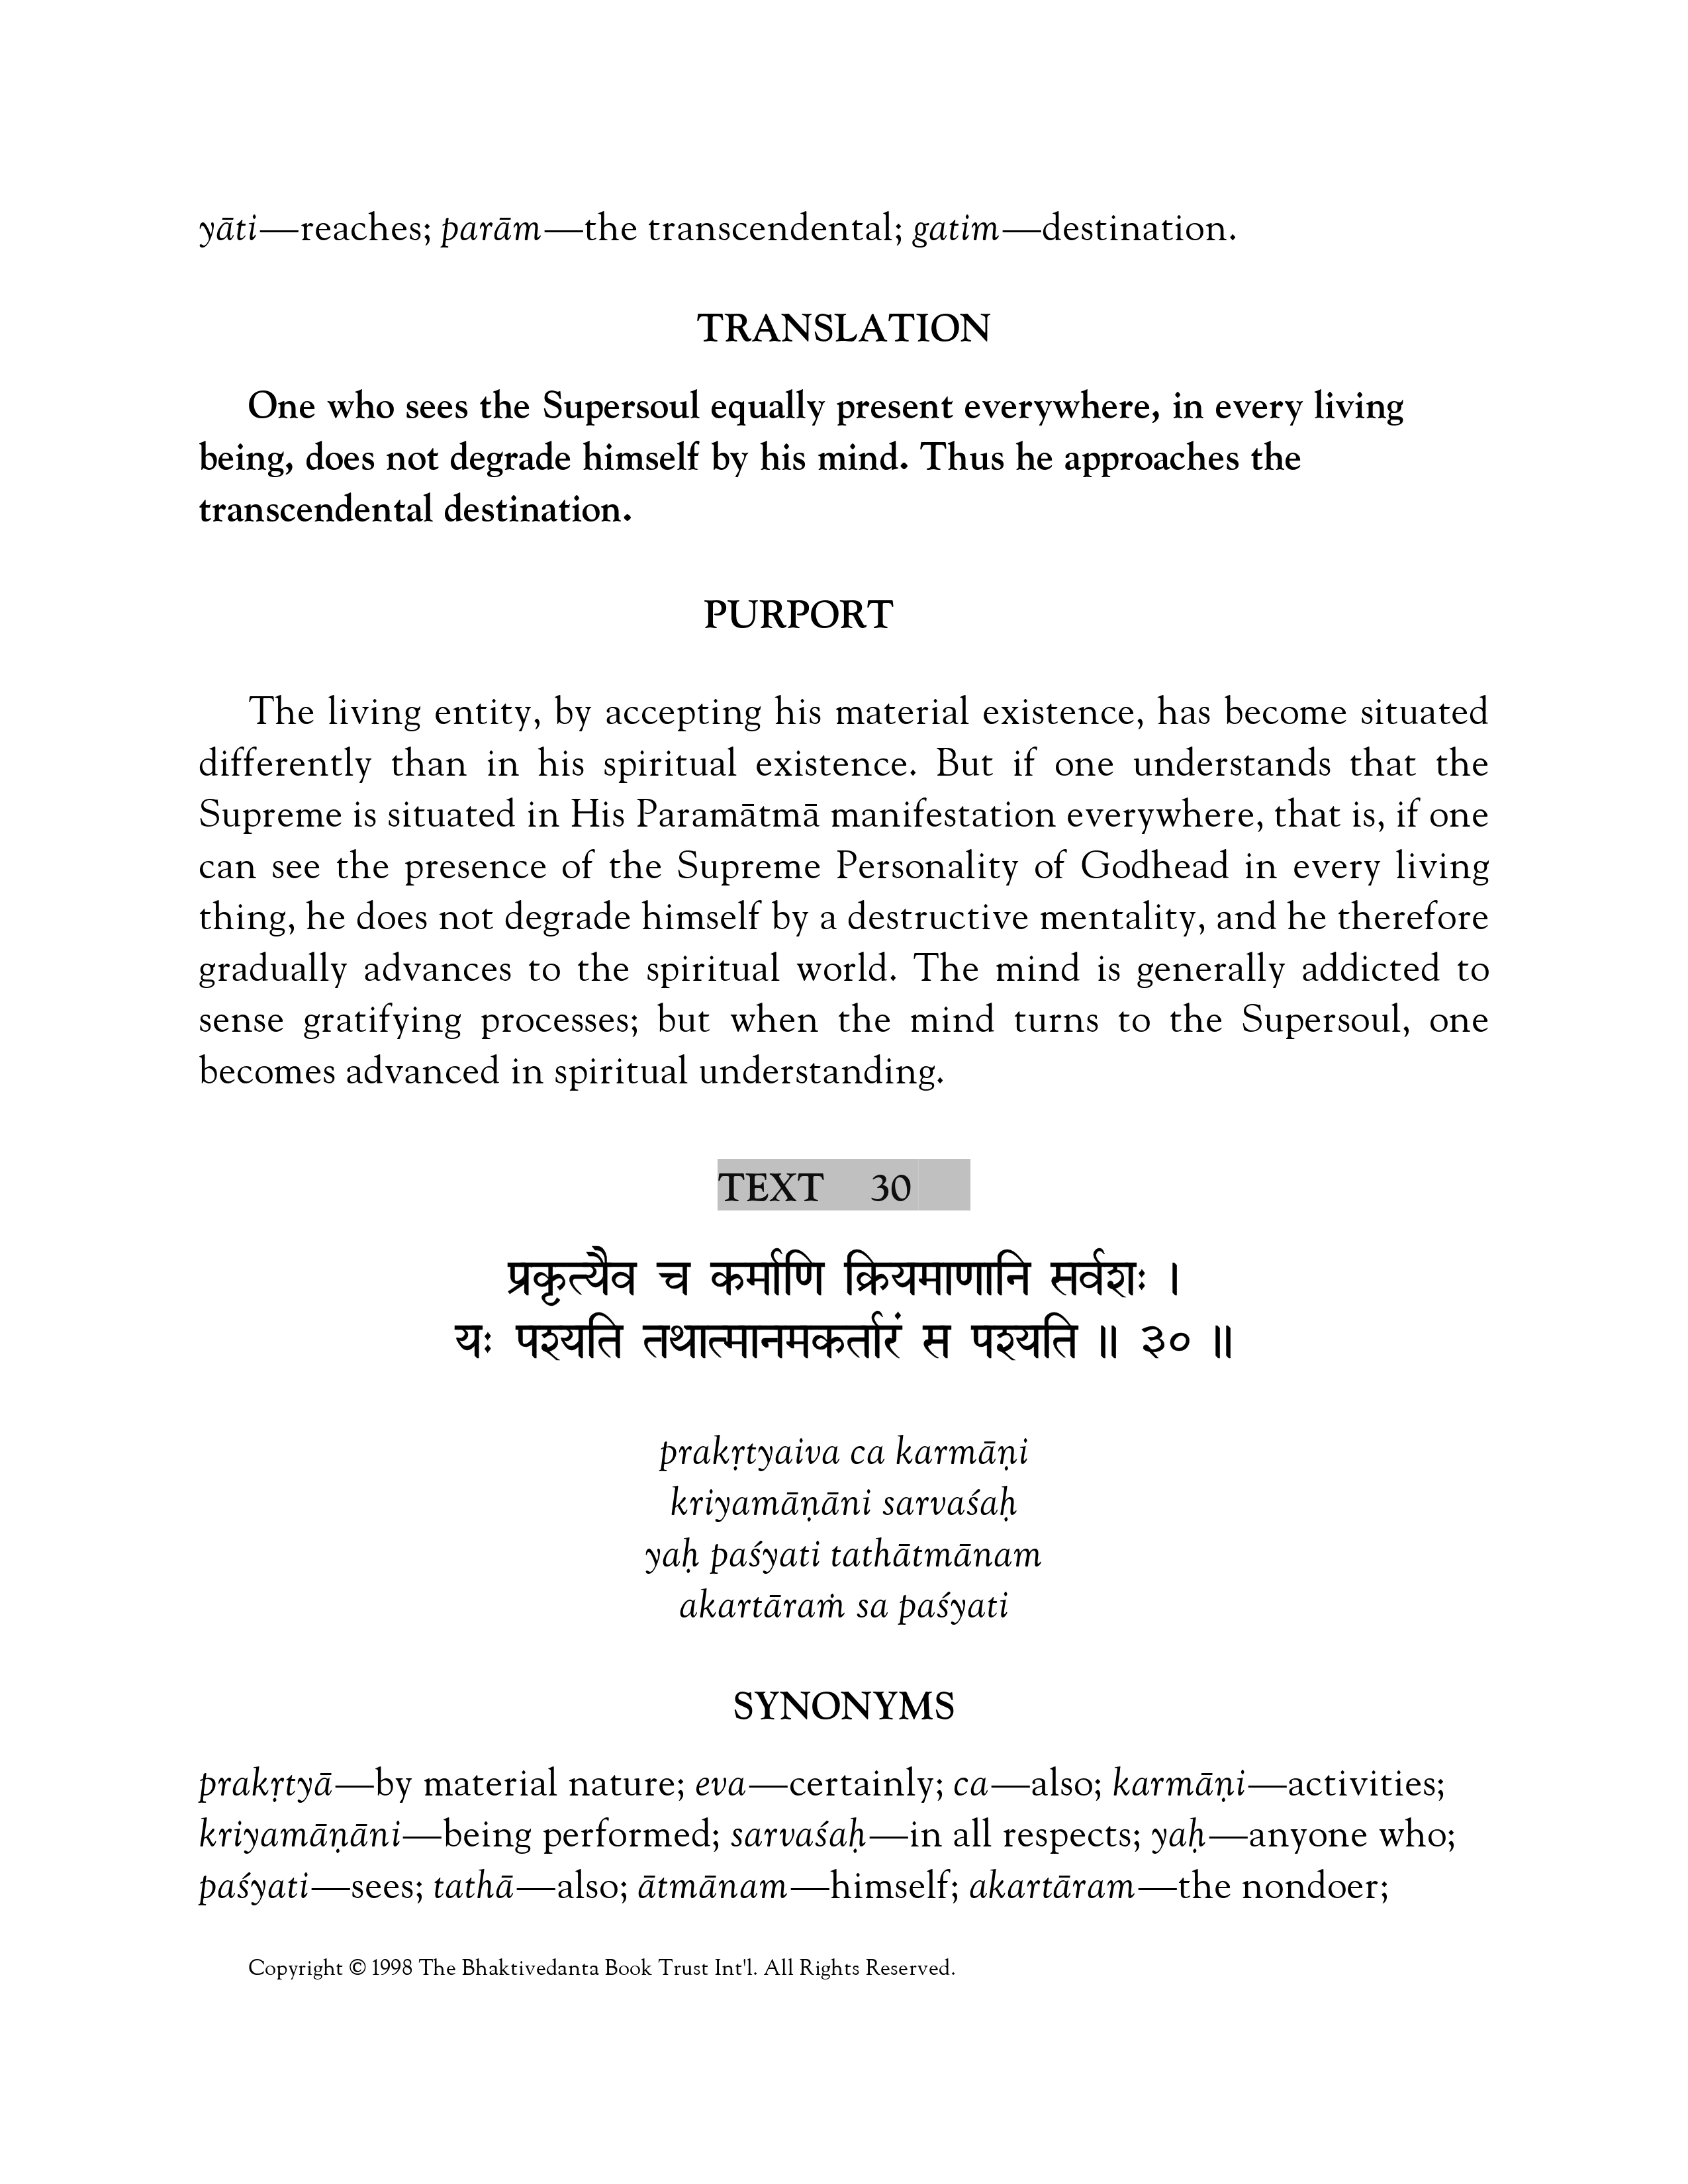 yāti—reaches; parām—the transcendental; gatim—destination.
TRANSLATION
One who sees the Supersoul equally present everywhere, in every living
being, does not degrade himself by his mind. Thus he approaches the
transcendental destination.
PURPORT
The living entity, by accepting his material existence, has become situated
differently than in his spiritual existence. But if one understands that the
Supreme is situated in His Paramātmā manifestation everywhere, that is, if one
can see the presence of the Supreme Personality of Godhead in every living
thing, he does not degrade himself by a destructive mentality, and he therefore
gradually advances to the spiritual world. The mind is generally addicted to
sense gratifying processes; but when the mind turns to the Supersoul, one
becomes advanced in spiritual understanding.
TEXT 30
प्रकृत्यैव च कर्माणि क्रियमाणानि सर्वशः ।
यः पश्यति तथात्मानमकर्तारं स पश्यति ॥ ३० ॥
prakṛtyaiva ca karmāṇi
kriyamāṇāni sarvaśaḥ
yaḥ paśyati tathātmānam
akartāraṁ sa paśyati
SYNONYMS
prakṛtyā—by material nature; eva—certainly; ca—also; karmāṇi—activities;
kriyamāṇāni—being performed; sarvaśaḥ—in all respects; yaḥ—anyone who;
paśyati—sees; tathā—also; ātmānam—himself; akartāram—the nondoer;
Copyright © 1998 The Bhaktivedanta Book Trust Int'l. All Rights Reserved.